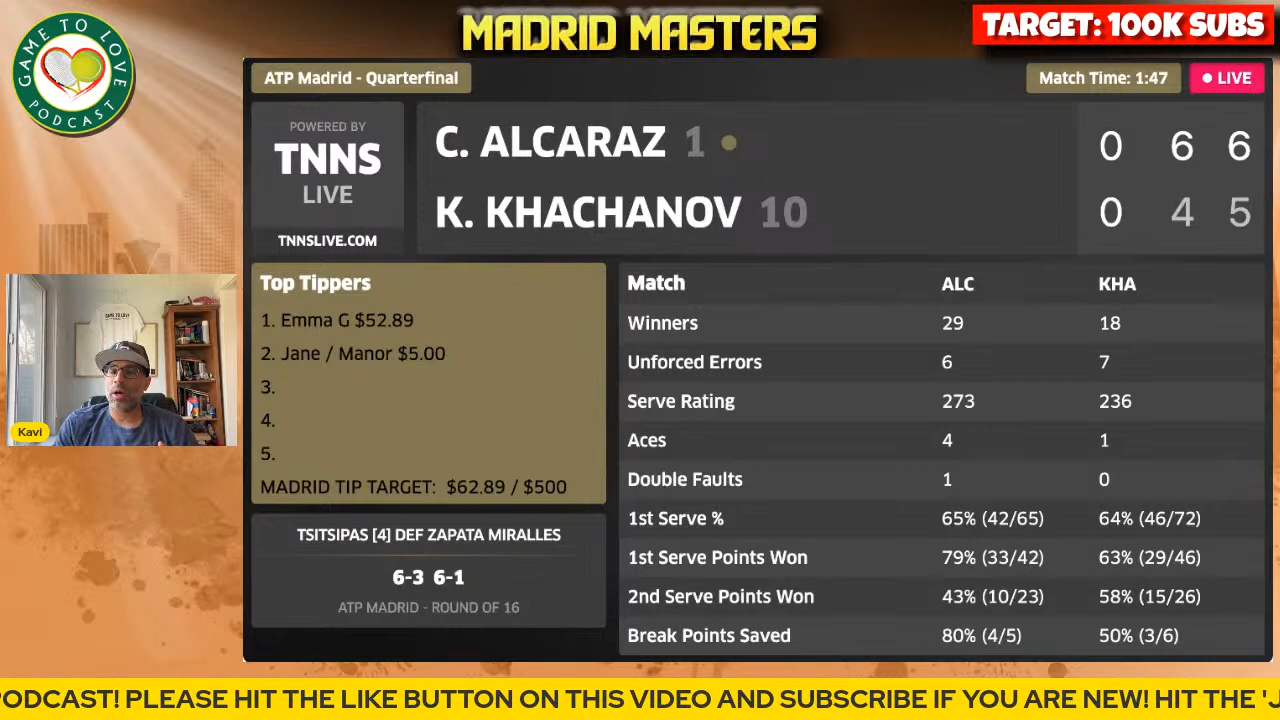 GAME TO LOVE
PODCAST
MADRID MASTERS
TARGET: 100K SUBS
ATP Madrid - Quarterfinal
Match Time: 1:47
LIVE
POWERED BY
TNNS
LIVE
TNNSLIVE.COM
C. ALCARAZ 1 0 6 6
K. KHACHANOV 10 0 4 5
Top Tippers
1. Emma G $52.89
2. Jane / Manor $5.00
3.
4.
5.
MADRID TIP TARGET: $62.89 / $500
TSITSIPAS [4] DEF ZAPATA MIRALLES
6-3 6-1
ATP MADRID - ROUND OF 16
Match ALC KHA
Winners 29 18
Unforced Errors 6 7
Serve Rating 273 236
Aces 4 1
Double Faults 1 0
1st Serve % 65% (42/65) 64% (46/72)
1st Serve Points Won 79% (33/42) 63% (29/46)
2nd Serve Points Won 43% (10/23) 58% (15/26)
Break Points Saved 80% (4/5) 50% (3/6)
Kavi
PODCAST! PLEASE HIT THE LIKE BUTTON ON THIS VIDEO AND SUBSCRIBE IF YOU ARE NEW! HIT THE 'J